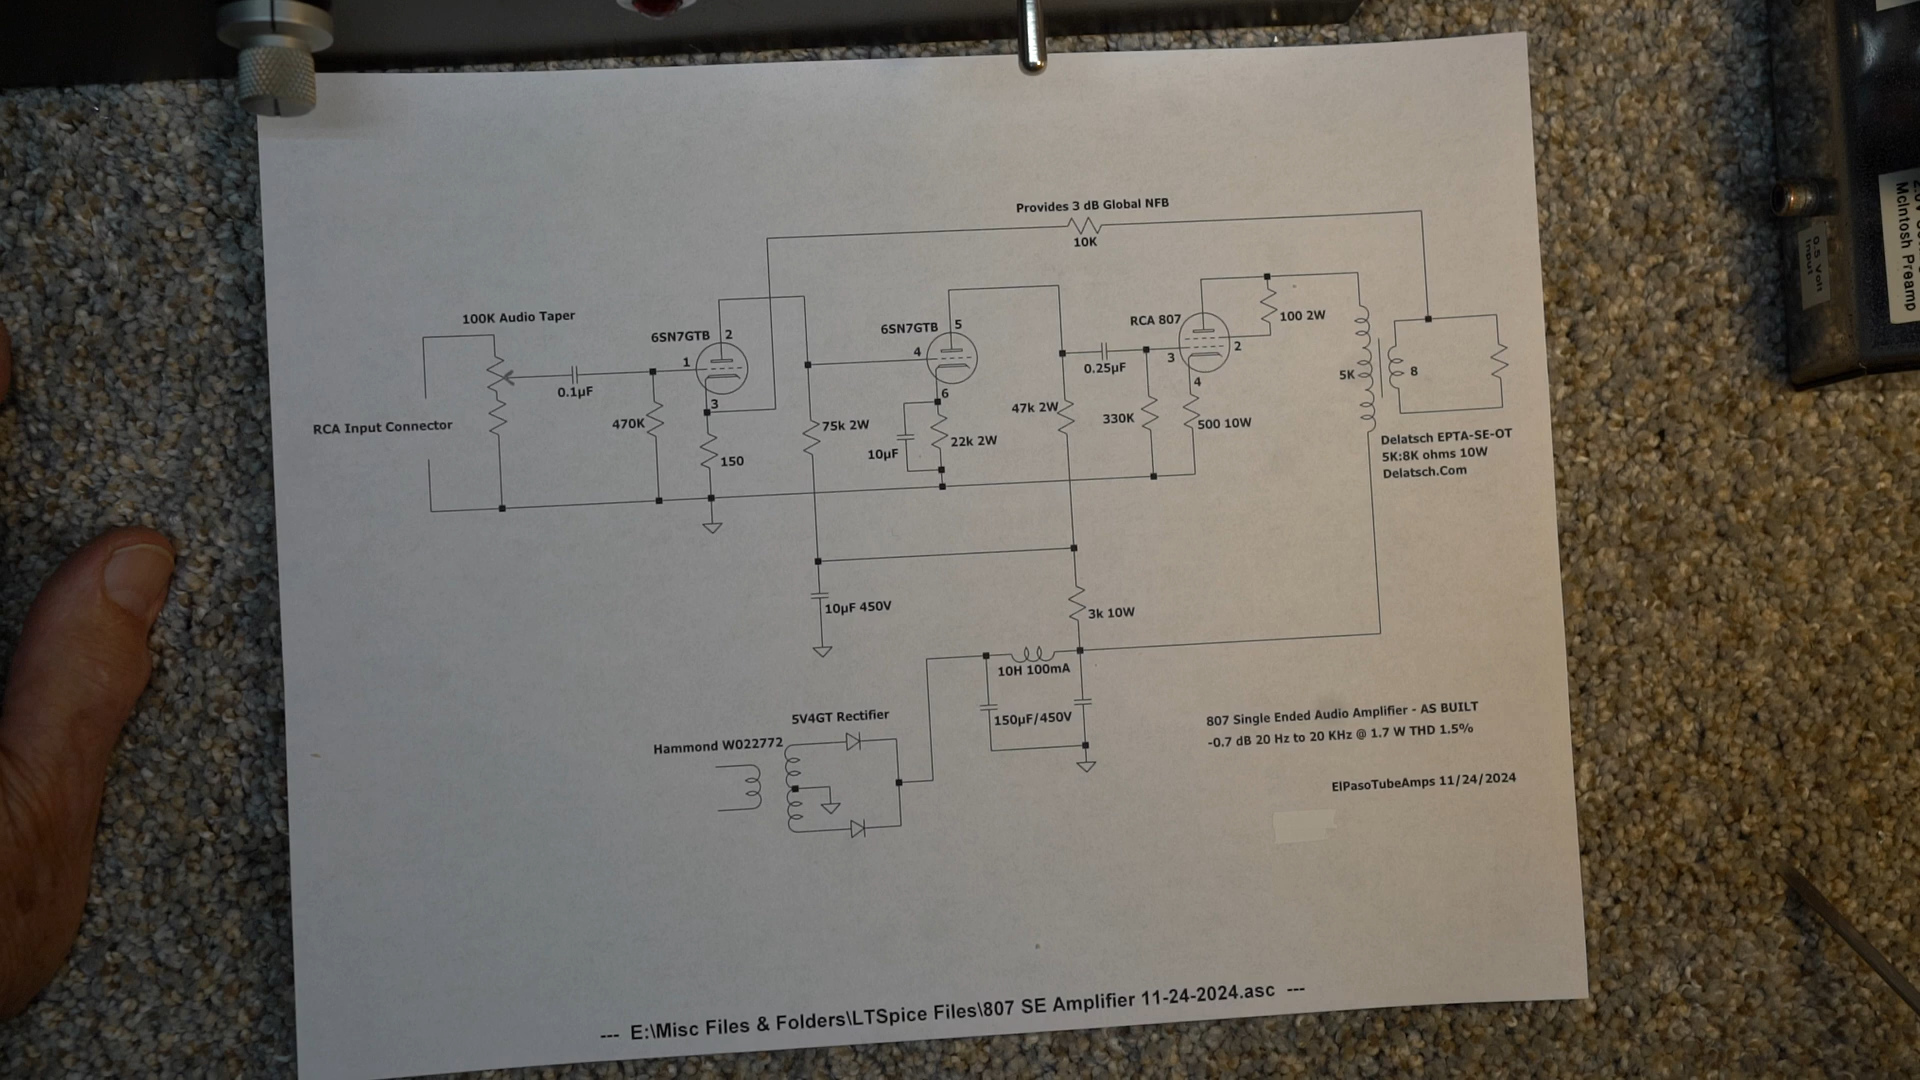 Provides 3 dB Global NFB
10K
100K Audio Taper
6SN7GTB
2
1
3
0.1µF
470K
150
RCA Input Connector
75k 2W
6SN7GTB
5
4
6
10µF
22k 2W
47k 2W
0.25µF
RCA 807
3
2
4
100 2W
330K
500 10W
5K
8
Delatsch EPTA-SE-OT
5K:8K ohms 10W
Delatsch.Com
10µF 450V
3k 10W
10H 100mA
150µF/450V
5V4GT Rectifier
Hammond W022772
807 Single Ended Audio Amplifier - AS BUILT
-0.7 dB 20 Hz to 20 KHz @ 1.7 W THD 1.5%
ElPasoTubeAmps 11/24/2024
--- E:\Misc Files & Folders\LTSpice Files\807 SE Amplifier 11-24-2024.asc ---
0.5 Volt
Input
McIntosh Preamp